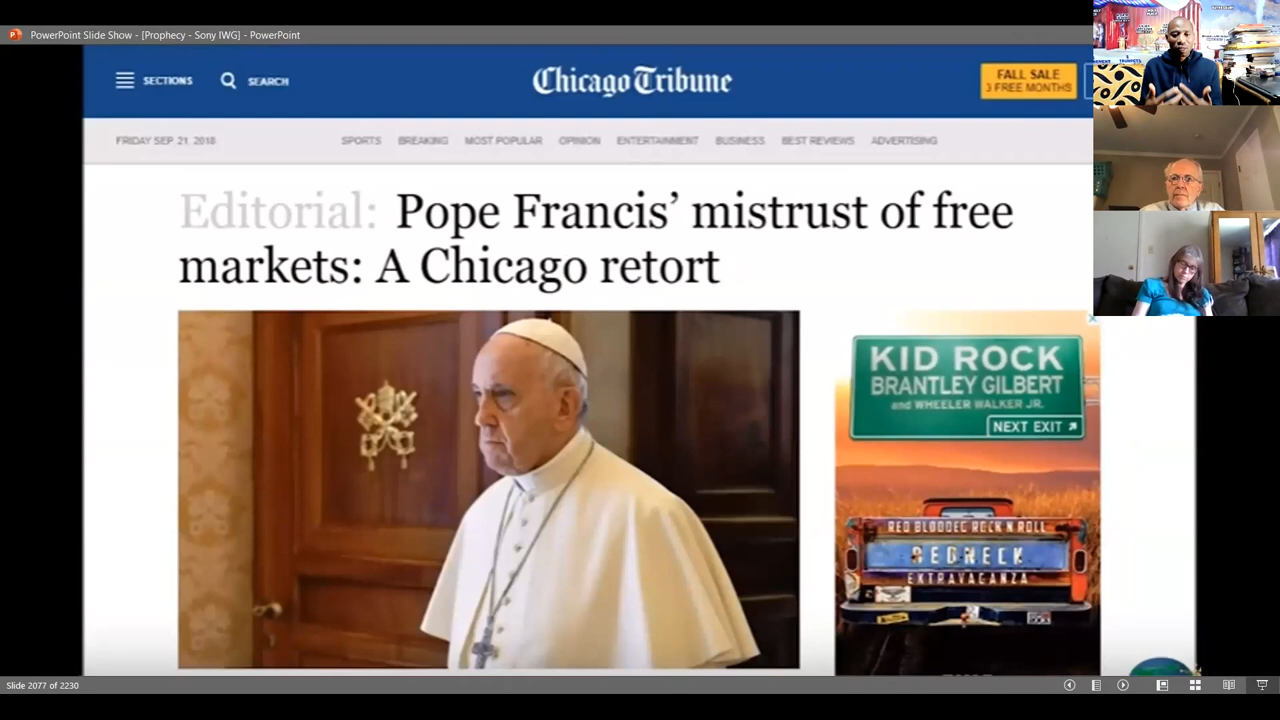 PowerPoint Slide Show - [Prophecy - Sony IWG] - PowerPoint
SECTIONS
SEARCH
Chicago Tribune
FALL SALE
3 FREE MONTHS
FRIDAY SEP 21, 2018
SPORTS BREAKING MOST POPULAR OPINION ENTERTAINMENT BUSINESS BEST REVIEWS ADVERTISING
Editorial: Pope Francis’ mistrust of free
markets: A Chicago retort
KID ROCK
BRANTLEY GILBERT
and WHEELER WALKER JR.
NEXT EXIT
RED BLOODED ROCK N ROLL
REDNECK
EXTRAVAGANZA
Slide 2077 of 2230